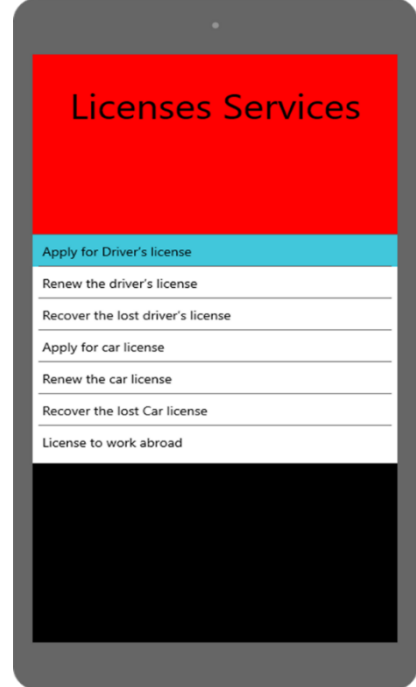 Licenses Services
Apply for Driver's license
Renew the driver's license
Recover the lost driver's license
Apply for car license
Renew the car license
Recover the lost Car license
License to work abroad